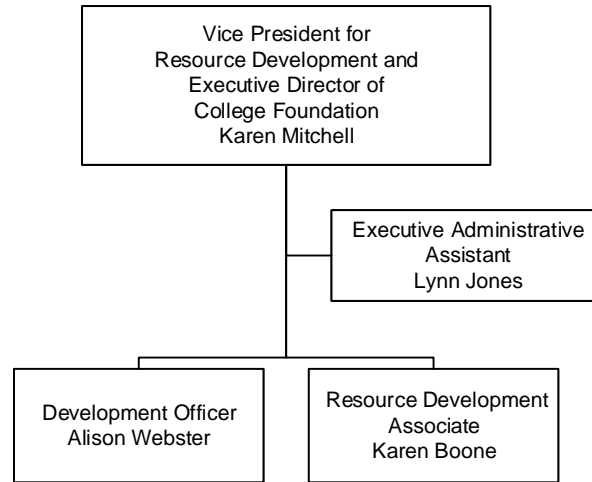 Vice President for
Resource Development and
Executive Director of
College Foundation
Karen Mitchell
Executive Administrative
Assistant
Lynn Jones
Development Officer
Alison Webster
Resource Development
Associate
Karen Boone